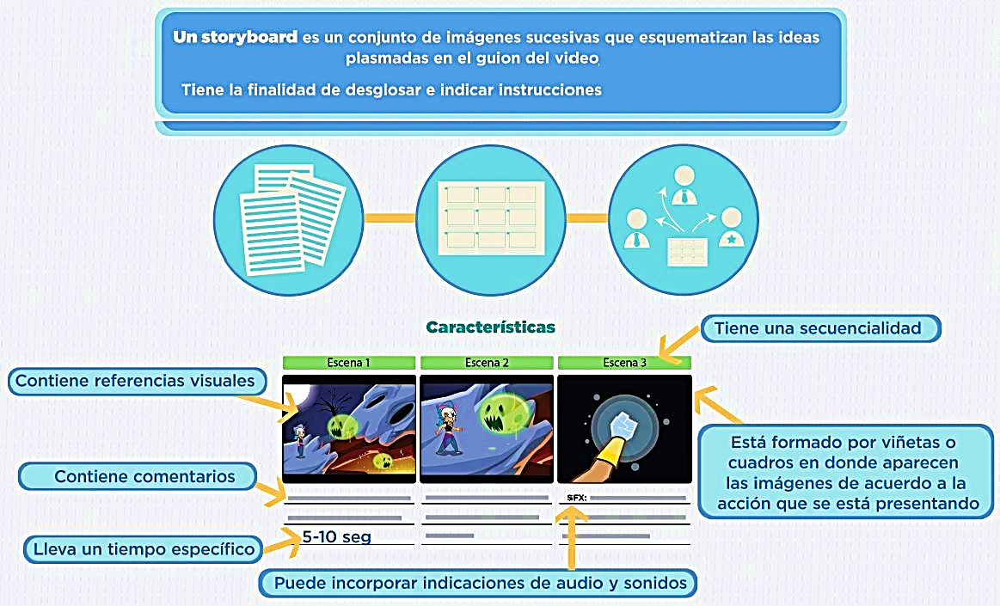 Un storyboard es un conjunto de imágenes sucesivas que esquematizan las ideas
plasmadas en el guion del video.
Tiene la finalidad de desglosar e indicar instrucciones
Características
Tiene una secuencialidad
Escena 1
Escena 2
Escena 3
Contiene referencias visuales
Está formado por viñetas o
cuadros en donde aparecen
las imágenes de acuerdo a la
acción que se está presentando
Contiene comentarios
SFX:
Lleva un tiempo específico
5-10 seg
Puede incorporar indicaciones de audio y sonidos